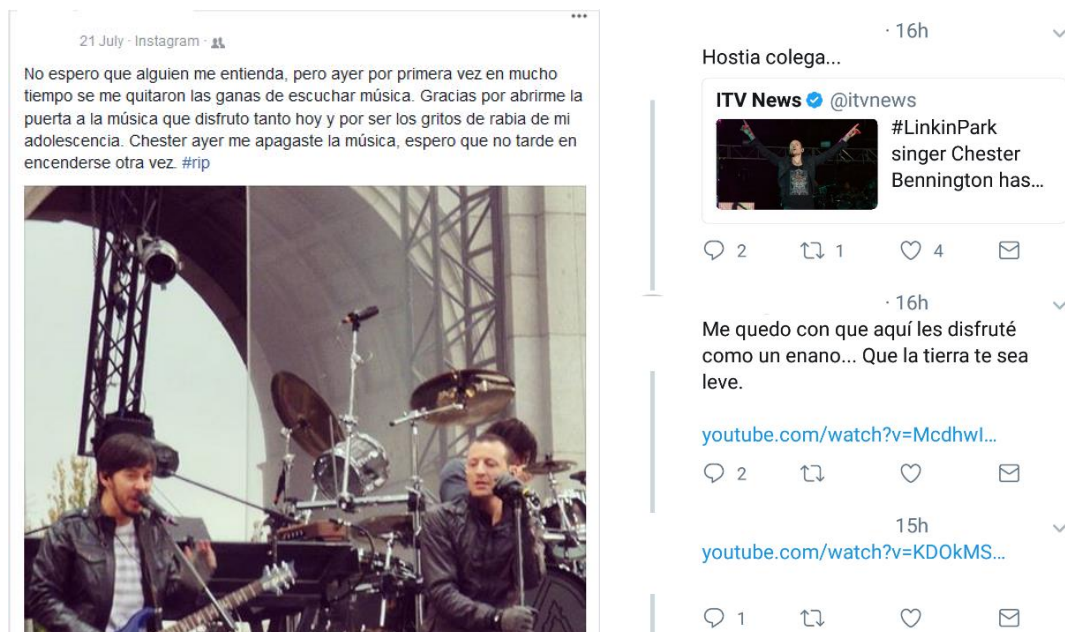 21 July · Instagram ·
No espero que alguien me entienda, pero ayer por primera vez en mucho
tiempo se me quitaron las ganas de escuchar música. Gracias por abrirme la
puerta a la música que disfruto tanto hoy y por ser los gritos de rabia de mi
adolescencia. Chester ayer me apagaste la música, espero que no tarde en
encenderse otra vez. #rip
· 16h
Hostia colega...
ITV News @itvnews
#LinkinPark
singer Chester
Bennington has...
2 1 4
· 16h
Me quedo con que aquí les disfruté
como un enano... Que la tierra te sea
leve.
youtube.com/watch?v=McdhwI...
2
15h
youtube.com/watch?v=KDOkMS...
1